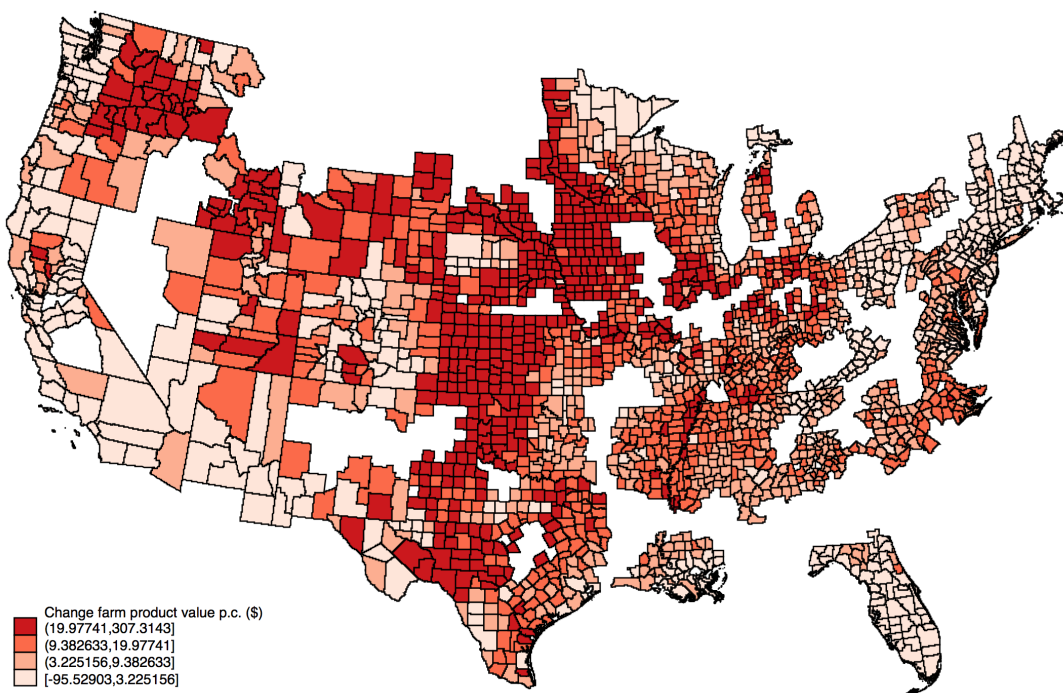 Change farm product value p.c. ($)
(19.97741,307.3143]
(9.382633,19.97741]
(3.225156,9.382633]
[-95.52903,3.225156]